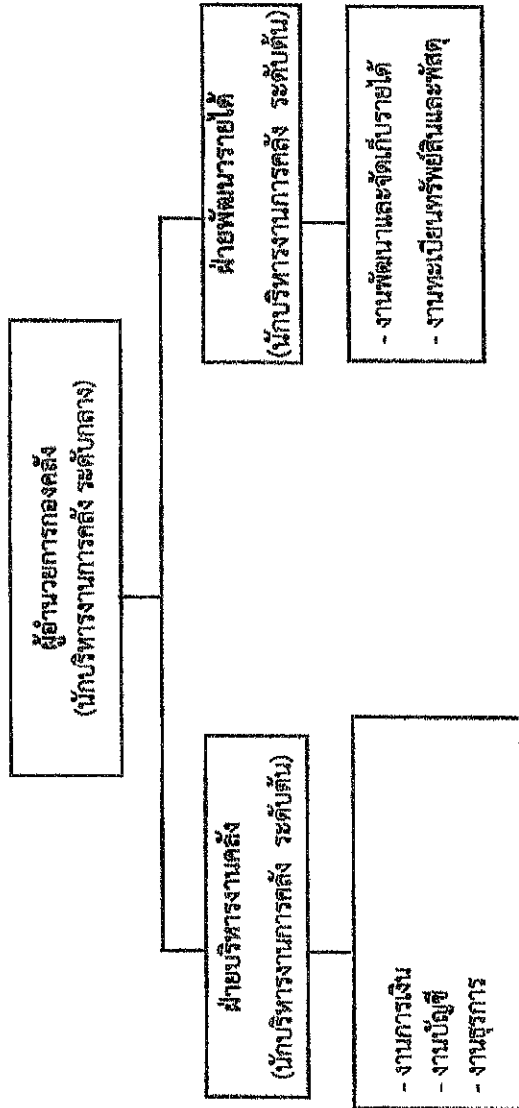 ผู้อำนวยการกองคลัง
(นักบริหารงานการคลัง ระดับกลาง)
ฝ่ายบริหารงานคลัง
(นักบริหารงานการคลัง ระดับต้น)
- งานการเงิน
- งานบัญชี
- งานธุรการ
ฝ่ายพัฒนารายได้
(นักบริหารงานการคลัง ระดับต้น)
- งานพัฒนาและจัดเก็บรายได้
- งานทะเบียนทรัพย์สินและพัสดุ